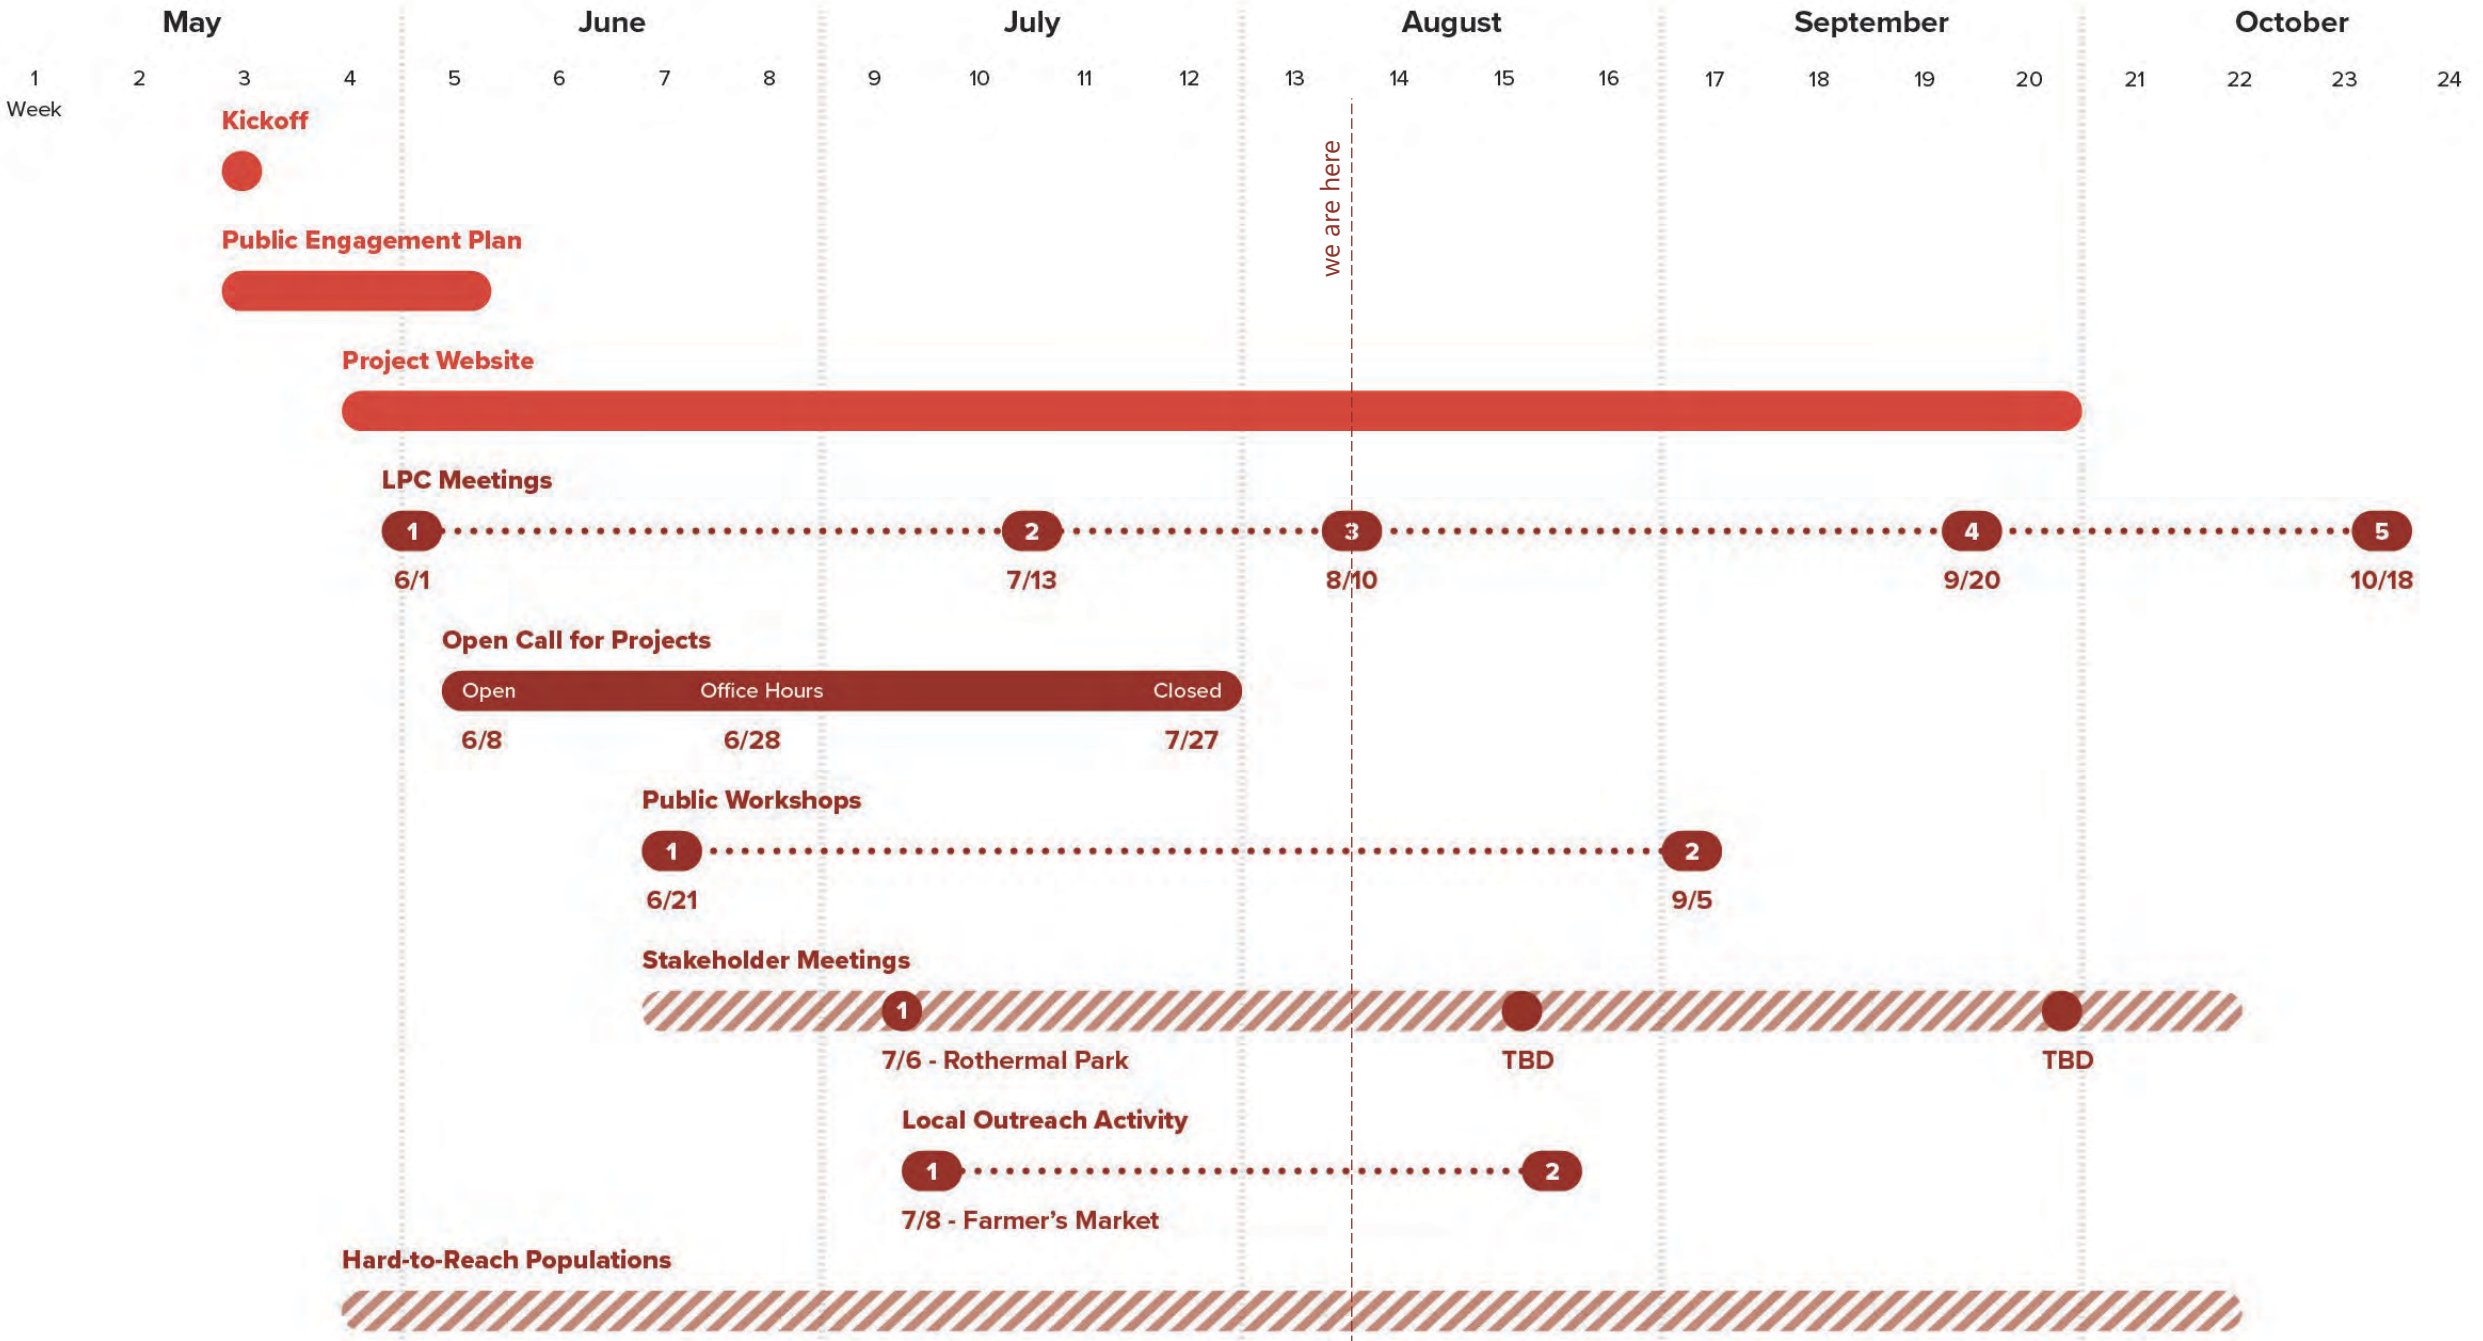 May June July August September October
1 2 3 4 5 6 7 8 9 10 11 12 13 14 15 16 17 18 19 20 21 22 23 24
Week
Kickoff
we are here
Public Engagement Plan
Project Website
LPC Meetings
1 2 3 4 5
6/1 7/13 8/10 9/20 10/18
Open Call for Projects
Open Office Hours Closed
6/8 6/28 7/27
Public Workshops
1 2
6/21 9/5
Stakeholder Meetings
1
7/6 - Rothermal Park TBD TBD
Local Outreach Activity
1 2
7/8 - Farmer's Market
Hard-to-Reach Populations